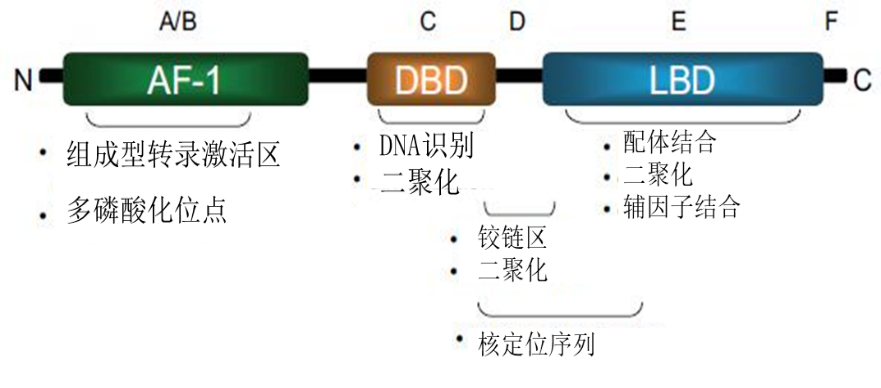 A/B C D E F
N AF-1 DBD LBD C
• 组成型转录激活区
• 多磷酸化位点
• DNA识别
• 二聚化
• 配体结合
• 二聚化
• 辅因子结合
• 铰链区
• 二聚化
• 核定位序列